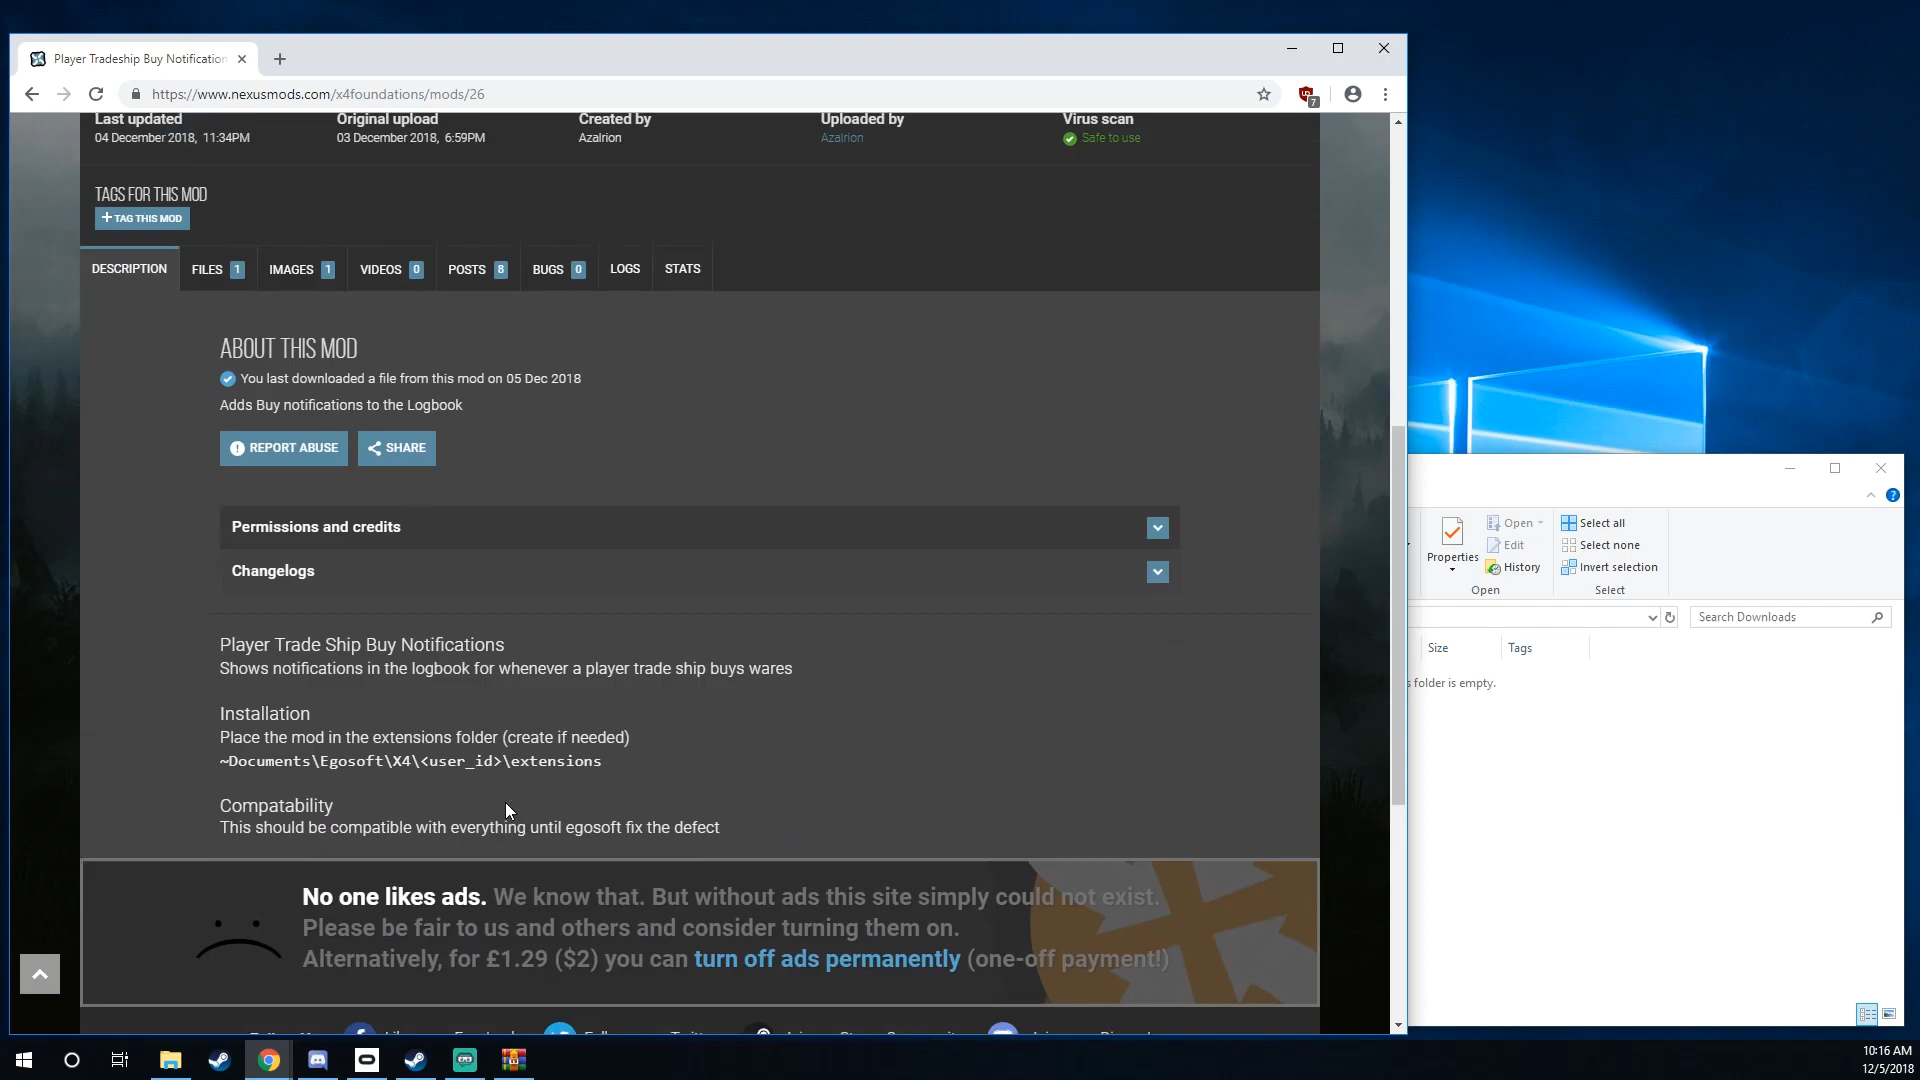 Player Tradeship Buy Notification
https://www.nexusmods.com/x4foundations/mods/26
7
Last updated
04 December 2018, 11:34PM
Original upload
03 December 2018, 6:59PM
Created by
Azalrion
Uploaded by
Azalrion
Virus scan
Safe to use
TAGS FOR THIS MOD
+ TAG THIS MOD
DESCRIPTION
FILES 1
IMAGES 1
VIDEOS 0
POSTS 8
BUGS 0
LOGS
STATS
ABOUT THIS MOD
You last downloaded a file from this mod on 05 Dec 2018
Adds Buy notifications to the Logbook
REPORT ABUSE
SHARE
Permissions and credits
Changelogs
Player Trade Ship Buy Notifications
Shows notifications in the logbook for whenever a player trade ship buys wares
Installation
Place the mod in the extensions folder (create if needed)
~Documents\Egosoft\X4\<user_id>\extensions
Compatability
This should be compatible with everything until egosoft fix the defect
No one likes ads. We know that. But without ads this site simply could not exist.
Please be fair to us and others and consider turning them on.
Alternatively, for £1.29 ($2) you can turn off ads permanently (one-off payment!)
Properties
Open
Edit
History
Open
Select all
Select none
Invert selection
Select
Search Downloads
Size
Tags
s folder is empty.
10:16 AM
12/5/2018